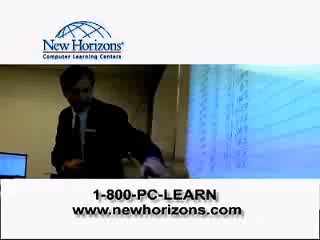 New Horizons®
Computer Learning Centers
1-800-PC-LEARN
www.newhorizons.com